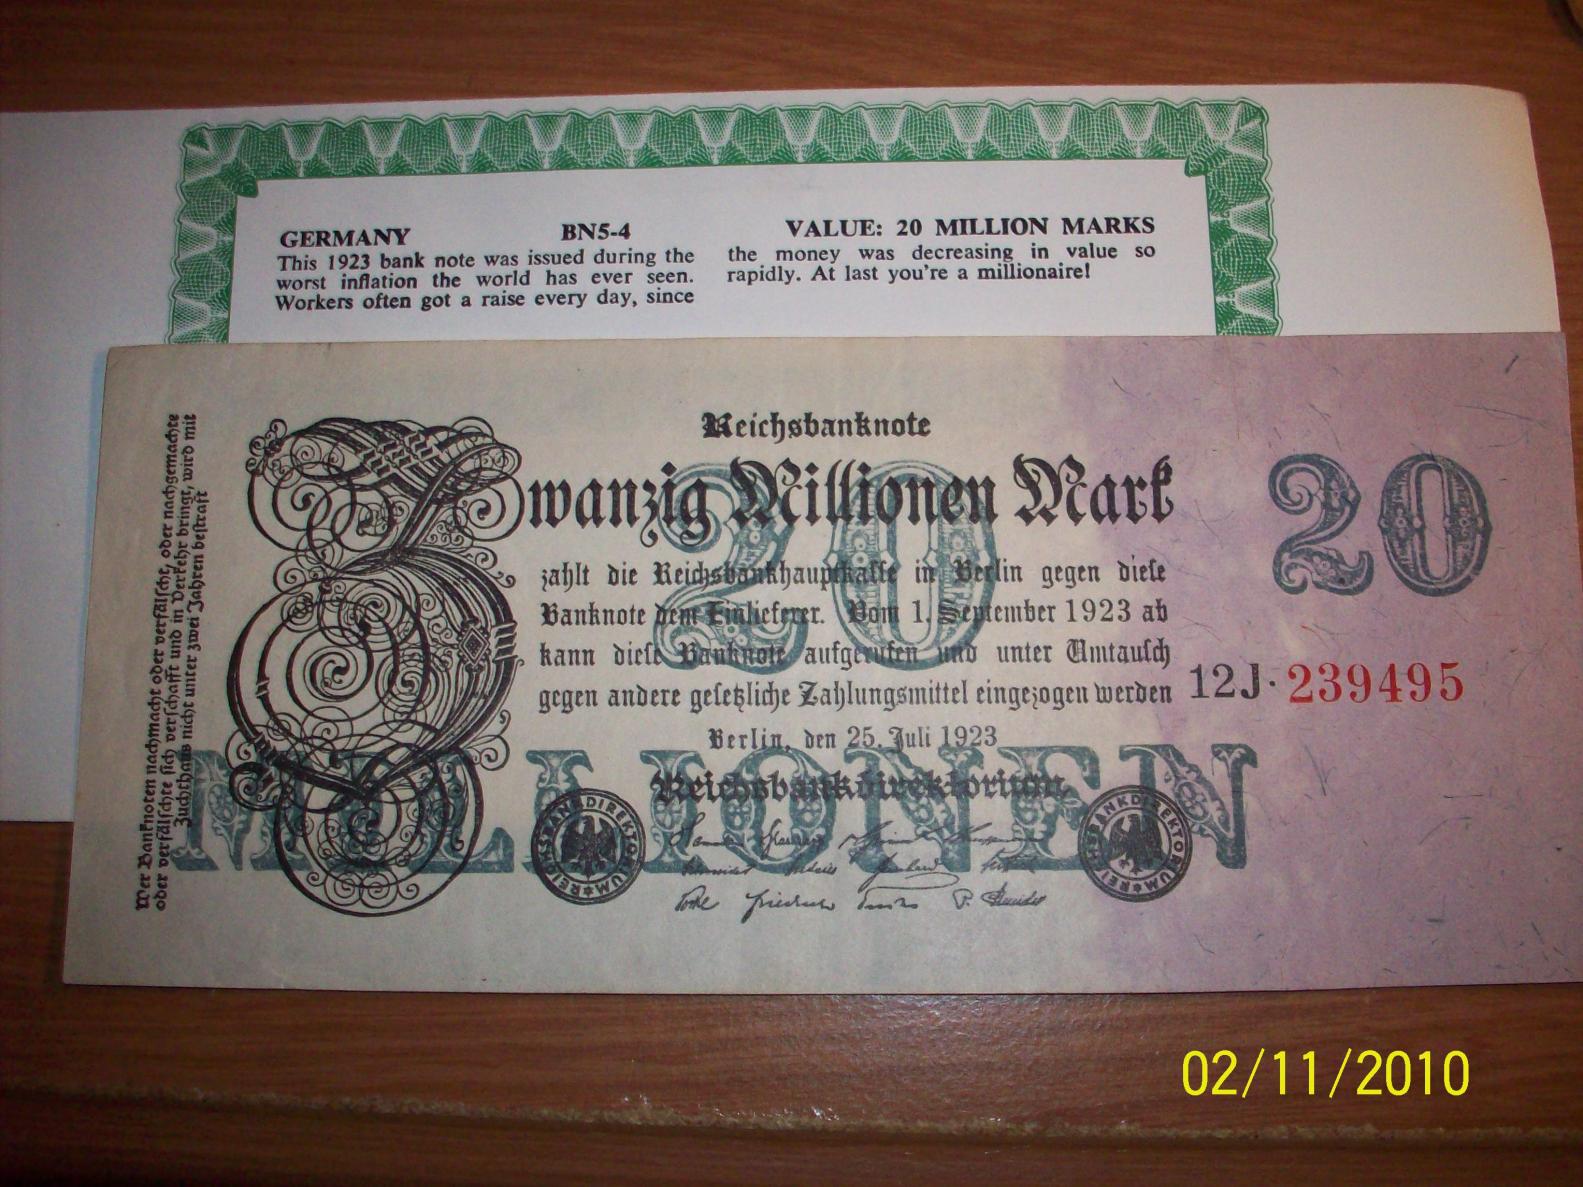 GERMANY BN5-4
This 1923 bank note was issued during the
worst inflation the world has ever seen.
Workers often got a raise every day, since
VALUE: 20 MILLION MARKS
the money was decreasing in value so
rapidly. At last you're a millionaire!
Wer Banknoten nachmacht oder verfälscht, oder nachgemachte
oder verfälschte sich verschafft und in Verkehr bringt, wird mit
Zuchthaus nicht unter zwei Jahren bestraft
Reichsbanknote
Zwanzig Millionen Mark
20
20
zahlt die Reichsbankhauptkasse in Berlin gegen diese
Banknote dem Einlieferer. Vom 1. September 1923 ab
kann diese Banknote aufgerufen und unter Umtausch
gegen andere gesetzliche Zahlungsmittel eingezogen werden
12J·239495
Berlin, den 25. Juli 1923
MILLIONEN
Reichsbankdirektorium
REICHSBANKDIREKTORIUM
REICHSBANKDIREKTORIUM
02/11/2010